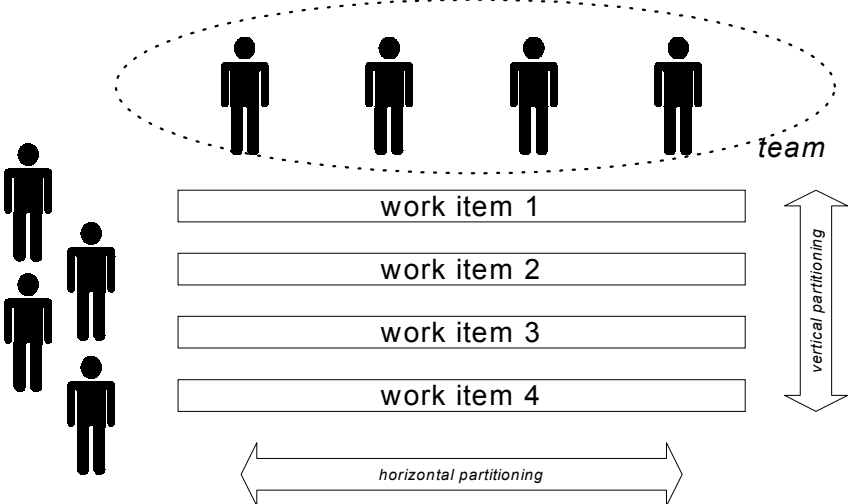 team
work item 1
work item 2
work item 3
work item 4
vertical partitioning
horizontal partitioning